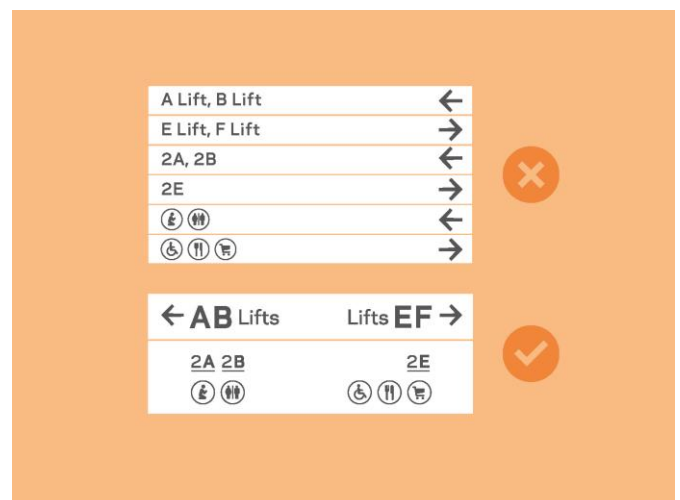 A Lift, B Lift ←
E Lift, F Lift →
2A, 2B ←
2E →
← AB Lifts Lifts EF →
2A 2B 2E